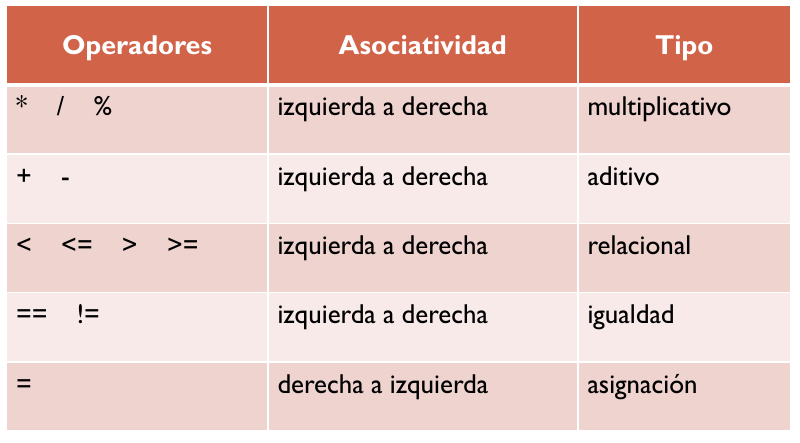 Operadores Asociatividad Tipo
* / % izquierda a derecha multiplicativo
+ - izquierda a derecha aditivo
< <= > >= izquierda a derecha relacional
== != izquierda a derecha igualdad
= derecha a izquierda asignación